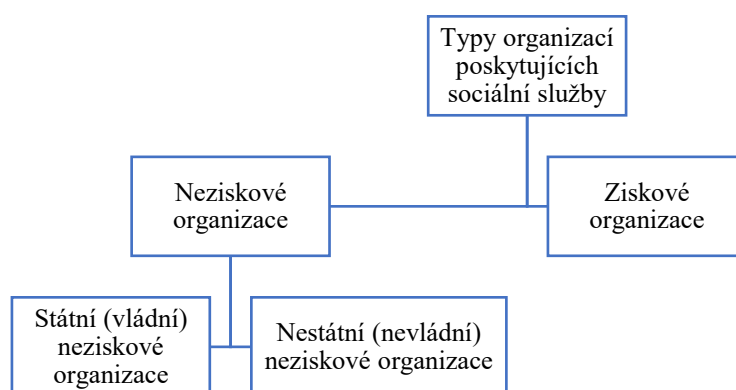 Typy organizací
poskytujících
sociální služby
Neziskové
organizace
Ziskové
organizace
Státní (vládní)
neziskové
organizace
Nestátní (nevládní)
neziskové organizace